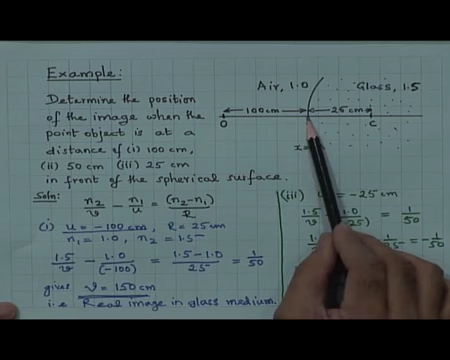 Example:
Determine the position
of the image when the
point object is at a
distance of (i) 100 cm,
(ii) 50 cm (iii) 25 cm
in front of the spherical surface.
Air, 1.0
Glass, 1.5
100 cm
25 cm
O
C
x=
Soln:
n₂/v - n₁/u = (n₂-n₁)/R
(i) u = -100 cm, R = 25 cm
n₁ = 1.0, n₂ = 1.5
1.5/v - 1.0/(-100) = 1.5-1.0/25 = 1/50
gives v = 150 cm
i.e Real image in glass medium.
(iii) = -25 cm
1.5/v 1.0/25) = 1/50
= -1/50